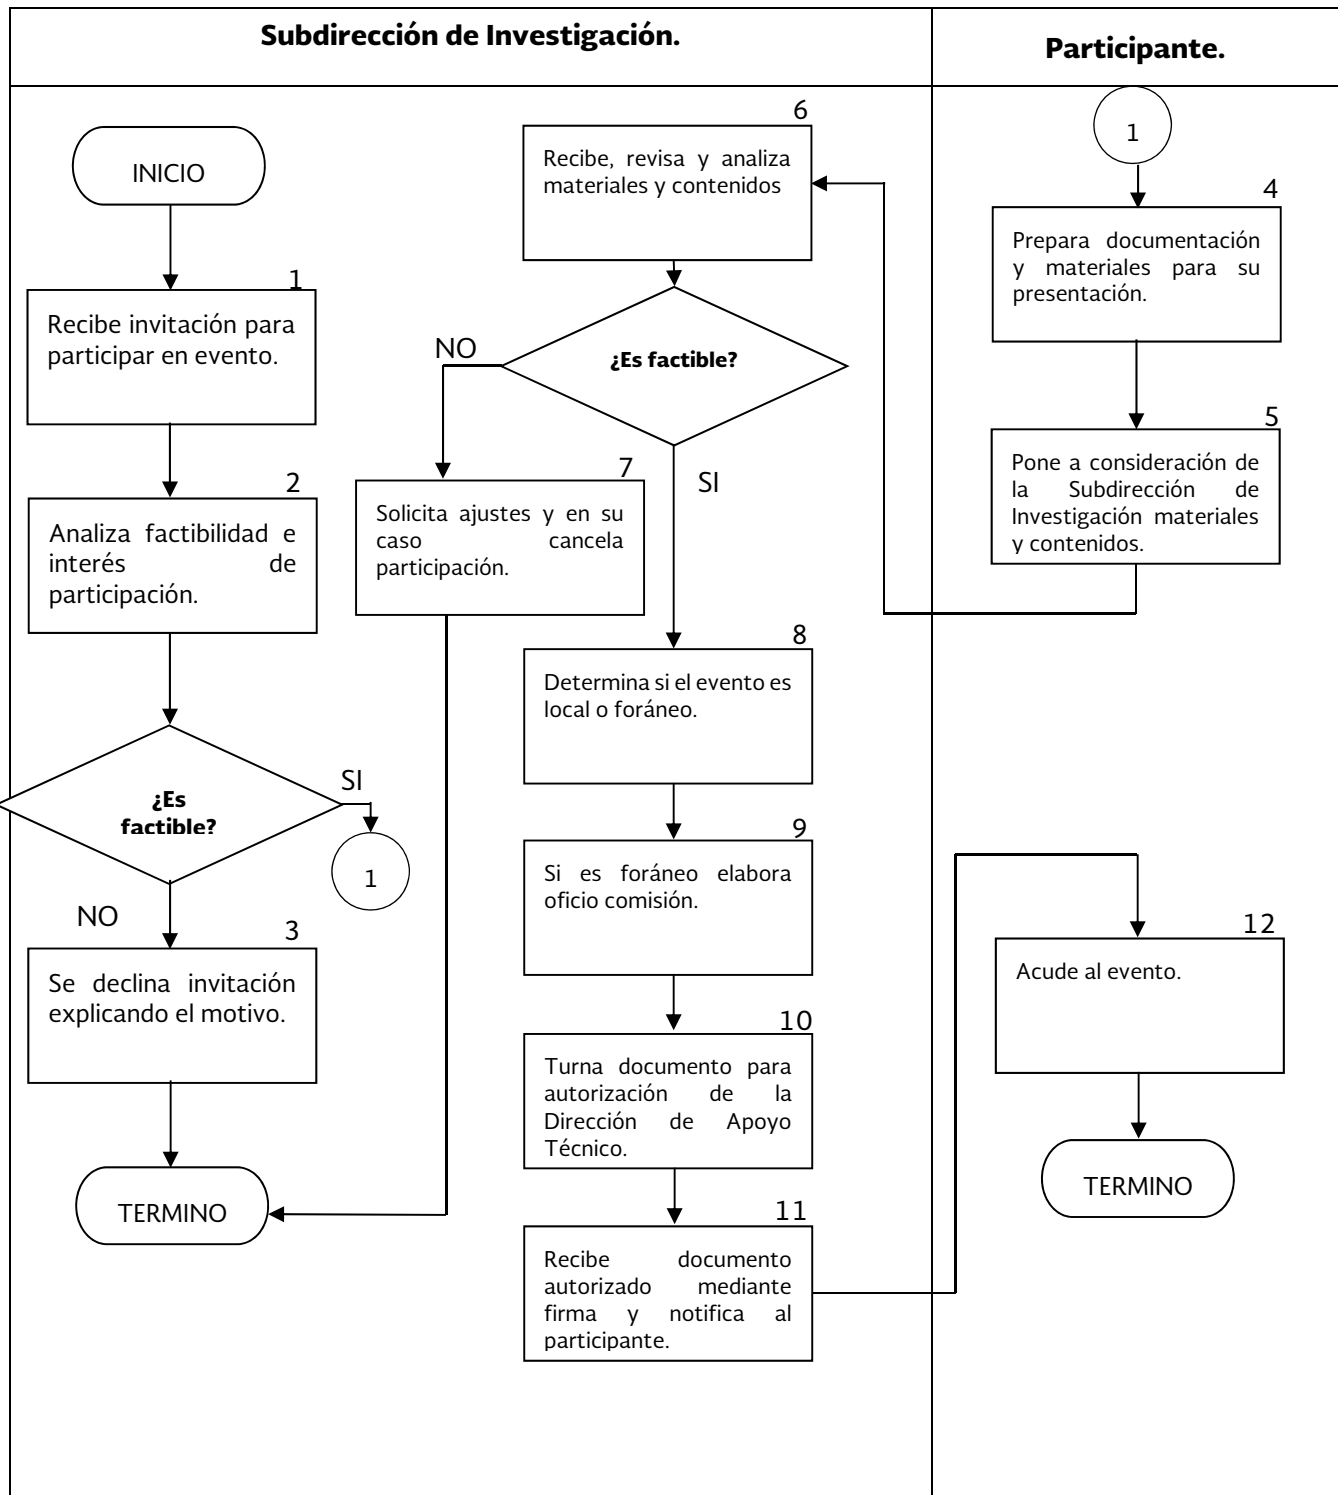 Subdirección de Investigación.
Participante.
INICIO
1
Recibe invitación para
participar en evento.
2
Analiza factibilidad e
interés de
participación.
¿Es
factible?
SI
1
NO
3
Se declina invitación
explicando el motivo.
TERMINO
6
Recibe, revisa y analiza
materiales y contenidos
¿Es factible?
NO
7
Solicita ajustes y en su
caso cancela
participación.
SI
8
Determina si el evento es
local o foráneo.
9
Si es foráneo elabora
oficio comisión.
10
Turna documento para
autorización de la
Dirección de Apoyo
Técnico.
11
Recibe documento
autorizado mediante
firma y notifica al
participante.
1
4
Prepara documentación
y materiales para su
presentación.
5
Pone a consideración de
la Subdirección de
Investigación materiales
y contenidos.
12
Acude al evento.
TERMINO